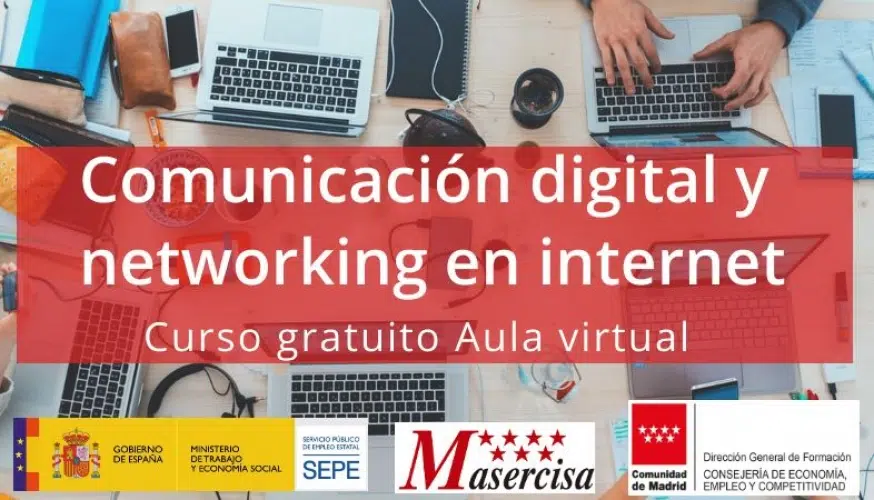 Comunicación digital y
networking en internet
Curso gratuito Aula virtual
GOBIERNO
DE ESPAÑA
MINISTERIO
DE TRABAJO
Y ECONOMÍA SOCIAL
SERVICIO PÚBLICO
DE EMPLEO ESTATAL
SEPE
Masercisa
Comunidad
de Madrid
Dirección General de Formación
CONSEJERÍA DE ECONOMÍA,
EMPLEO Y COMPETITIVIDAD